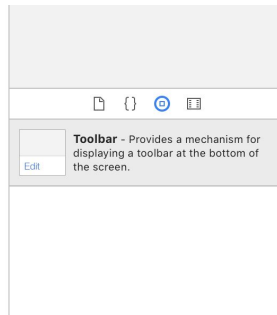 {}
Toolbar - Provides a mechanism for
displaying a toolbar at the bottom of
the screen.
Edit